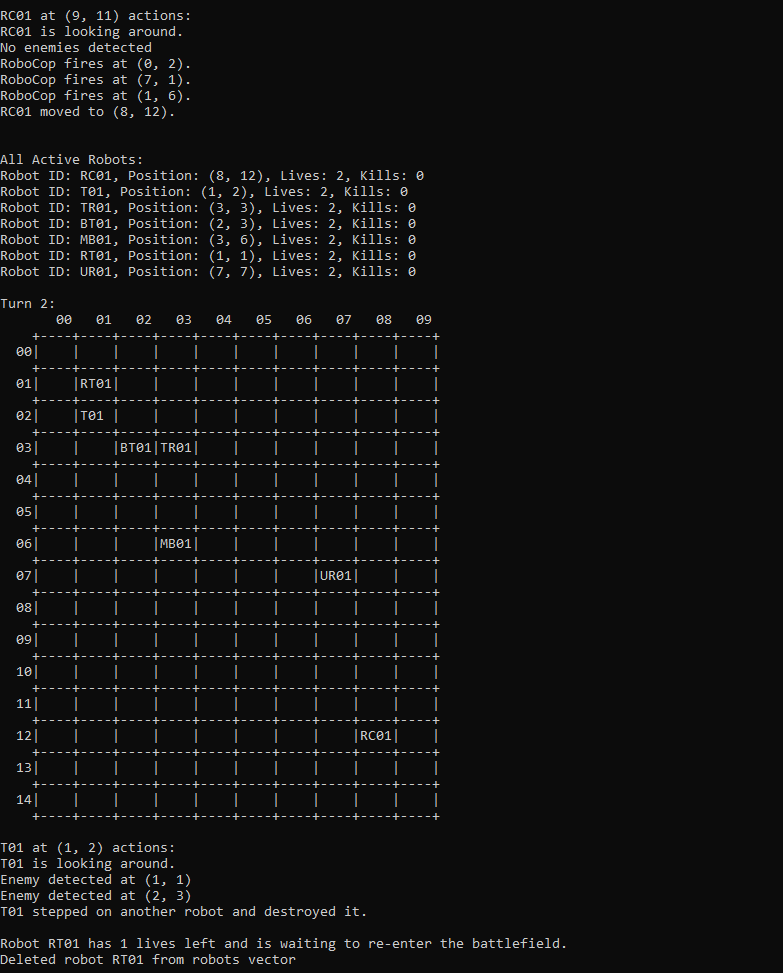 RC01 at (9, 11) actions:
RC01 is looking around.
No enemies detected
RoboCop fires at (0, 2).
RoboCop fires at (7, 1).
RoboCop fires at (1, 6).
RC01 moved to (8, 12).


All Active Robots:
Robot ID: RC01, Position: (8, 12), Lives: 2, Kills: 0
Robot ID: T01, Position: (1, 2), Lives: 2, Kills: 0
Robot ID: TR01, Position: (3, 3), Lives: 2, Kills: 0
Robot ID: BT01, Position: (2, 3), Lives: 2, Kills: 0
Robot ID: MB01, Position: (3, 6), Lives: 2, Kills: 0
Robot ID: RT01, Position: (1, 1), Lives: 2, Kills: 0
Robot ID: UR01, Position: (7, 7), Lives: 2, Kills: 0

Turn 2:
       00   01   02   03   04   05   06   07   08   09
    +----+----+----+----+----+----+----+----+----+----+
  00|    |    |    |    |    |    |    |    |    |    |
    +----+----+----+----+----+----+----+----+----+----+
  01|    |RT01|    |    |    |    |    |    |    |    |
    +----+----+----+----+----+----+----+----+----+----+
  02|    |T01 |    |    |    |    |    |    |    |    |
    +----+----+----+----+----+----+----+----+----+----+
  03|    |    |BT01|TR01|    |    |    |    |    |    |
    +----+----+----+----+----+----+----+----+----+----+
  04|    |    |    |    |    |    |    |    |    |    |
    +----+----+----+----+----+----+----+----+----+----+
  05|    |    |    |    |    |    |    |    |    |    |
    +----+----+----+----+----+----+----+----+----+----+
  06|    |    |    |MB01|    |    |    |    |    |    |
    +----+----+----+----+----+----+----+----+----+----+
  07|    |    |    |    |    |    |    |UR01|    |    |
    +----+----+----+----+----+----+----+----+----+----+
  08|    |    |    |    |    |    |    |    |    |    |
    +----+----+----+----+----+----+----+----+----+----+
  09|    |    |    |    |    |    |    |    |    |    |
    +----+----+----+----+----+----+----+----+----+----+
  10|    |    |    |    |    |    |    |    |    |    |
    +----+----+----+----+----+----+----+----+----+----+
  11|    |    |    |    |    |    |    |    |    |    |
    +----+----+----+----+----+----+----+----+----+----+
  12|    |    |    |    |    |    |    |    |RC01|    |
    +----+----+----+----+----+----+----+----+----+----+
  13|    |    |    |    |    |    |    |    |    |    |
    +----+----+----+----+----+----+----+----+----+----+
  14|    |    |    |    |    |    |    |    |    |    |
    +----+----+----+----+----+----+----+----+----+----+

T01 at (1, 2) actions:
T01 is looking around.
Enemy detected at (1, 1)
Enemy detected at (2, 3)
T01 stepped on another robot and destroyed it.

Robot RT01 has 1 lives left and is waiting to re-enter the battlefield.
Deleted robot RT01 from robots vector